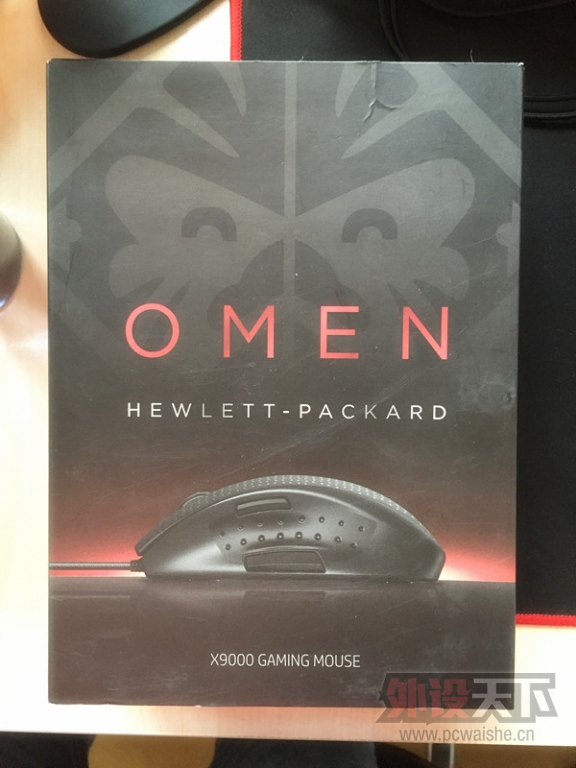 OMEN
HEWLETT-PACKARD
X9000 GAMING MOUSE
外设天下
www.pcwaishe.cn